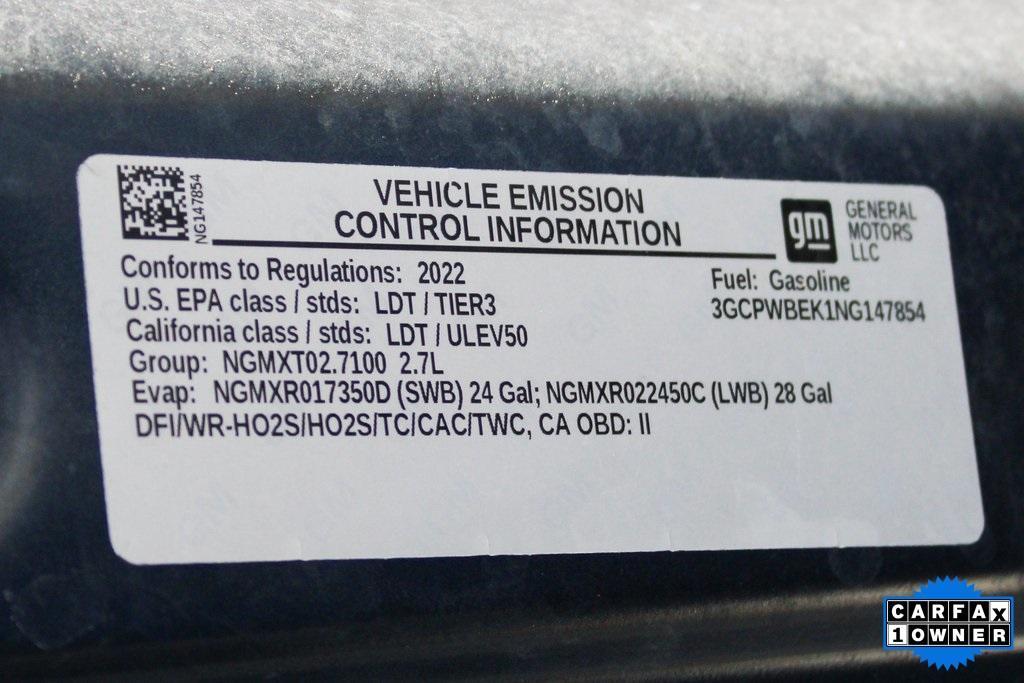 NG147854
VEHICLE EMISSION
CONTROL INFORMATION
gm
GENERAL
MOTORS
LLC
Conforms to Regulations: 2022
Fuel: Gasoline
U.S. EPA class / stds: LDT / TIER3
3GCPWBEK1NG147854
California class / stds: LDT / ULEV50
Group: NGMXT02.7100 2.7L
Evap: NGMXR017350D (SWB) 24 Gal; NGMXR022450C (LWB) 28 Gal
DFI/WR-HO2S/HO2S/TC/CAC/TWC, CA OBD: II
CARFAX
1 OWNER